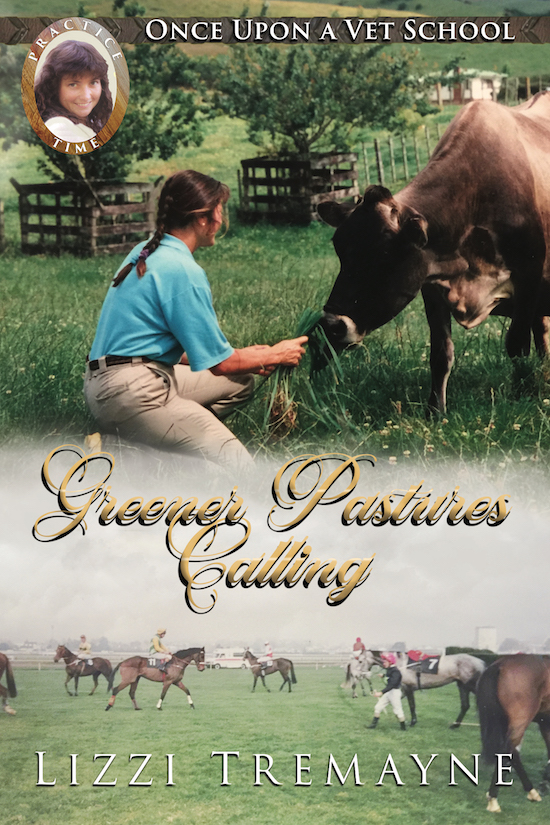 ONCE UPON A VET SCHOOL
PRACTICE
TIME
Greener Pastures
Calling
LIZZI TREMAYNE